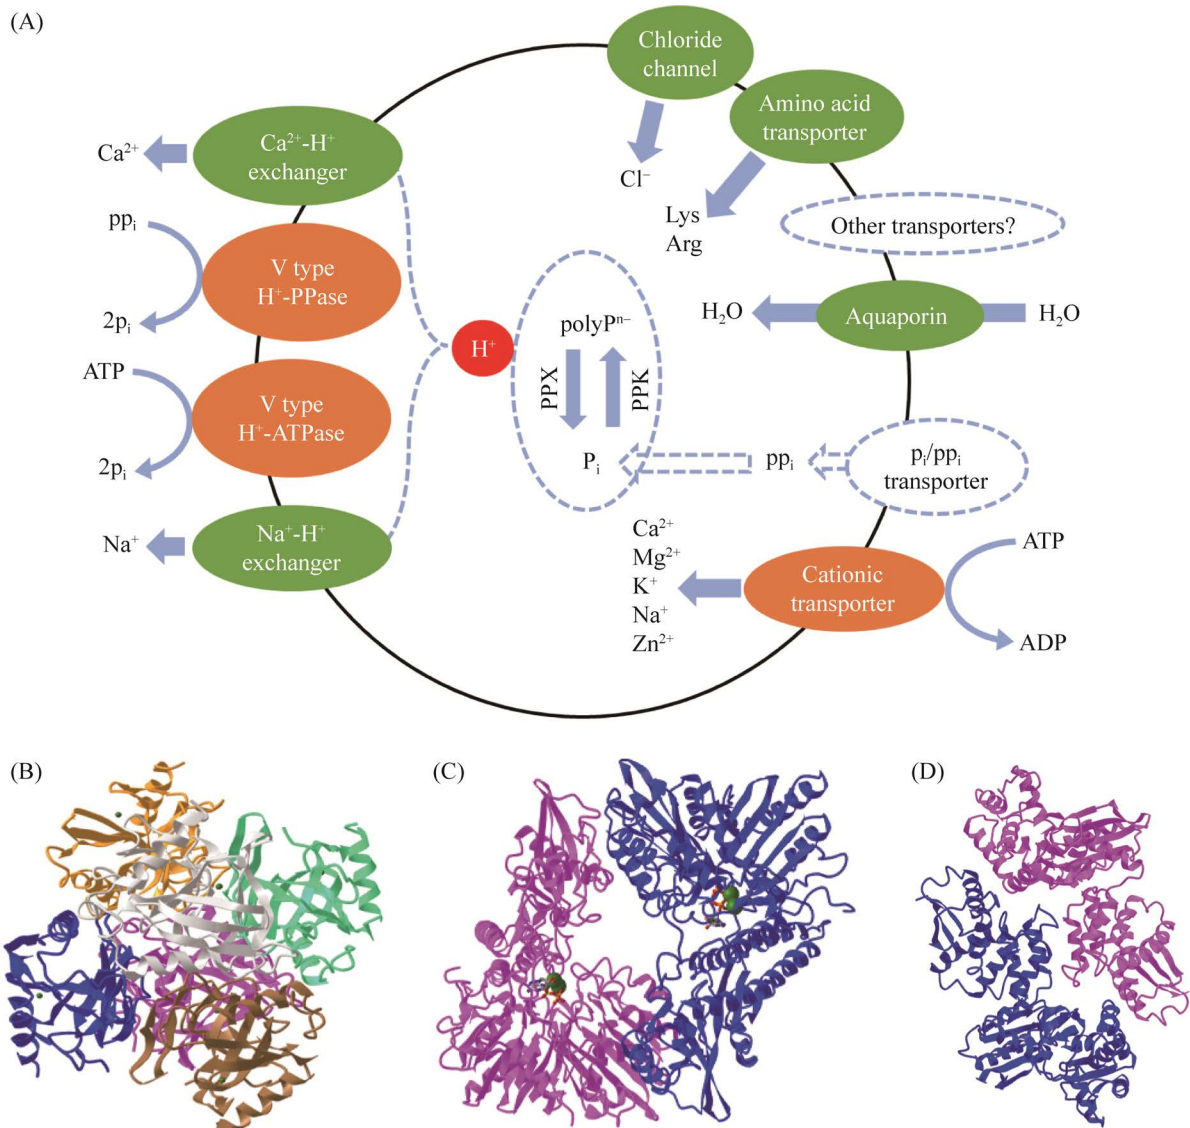 (A)
Chloride
channel
Amino acid
transporter
Ca²⁺-H⁺
exchanger
Ca²⁺
Cl⁻
Lys
Arg
ppᵢ
Other transporters?
V type
H⁺-PPase
2pᵢ
H₂O
Aquaporin
H₂O
polyPⁿ⁻
H⁺
PPX
PPK
ATP
V type
H⁺-ATPase
2pᵢ
Pᵢ
ppᵢ
pᵢ/ppᵢ
transporter
Na⁺
Na⁺-H⁺
exchanger
Ca²⁺
Mg²⁺
K⁺
Na⁺
Zn²⁺
Cationic
transporter
ATP
ADP
(B)
(C)
(D)